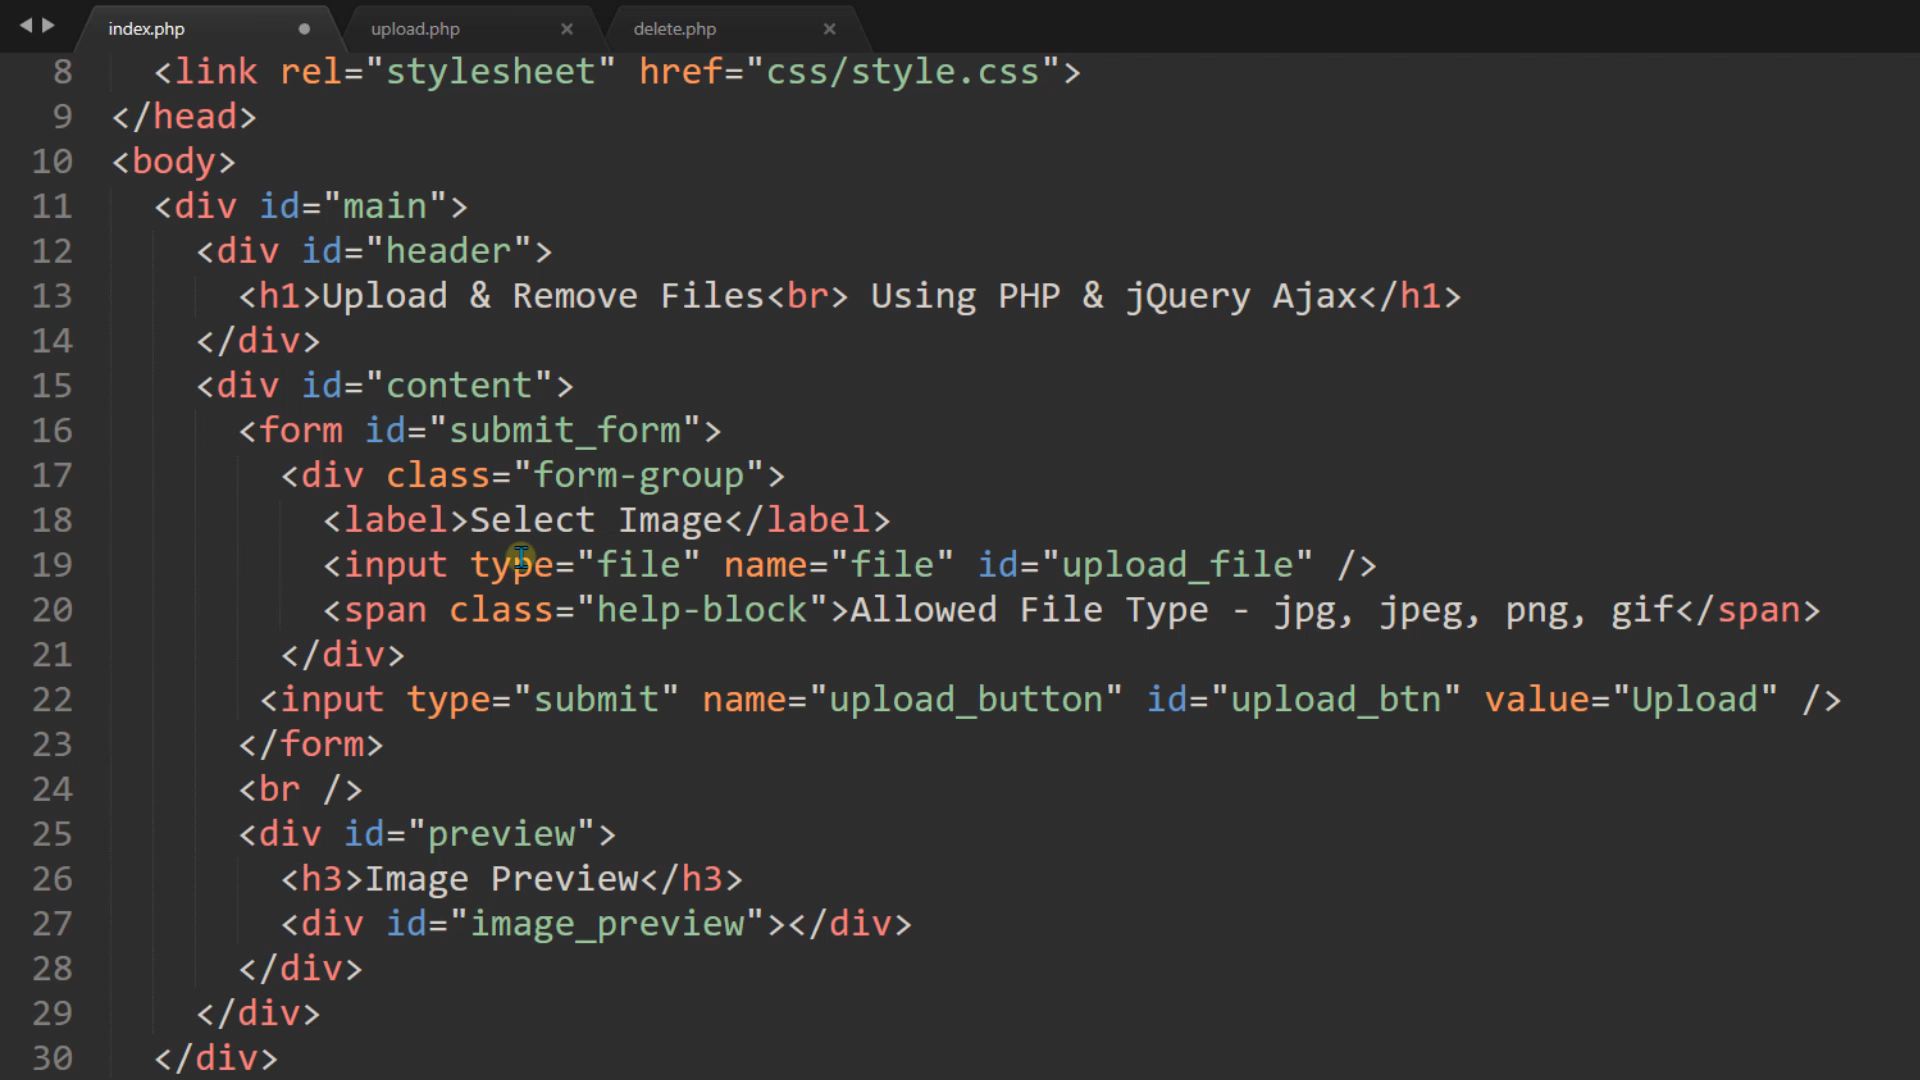 index.php upload.php delete.php
8 <link rel="stylesheet" href="css/style.css">
9 </head>
10 <body>
11 <div id="main">
12 <div id="header">
13 <h1>Upload & Remove Files<br> Using PHP & jQuery Ajax</h1>
14 </div>
15 <div id="content">
16 <form id="submit_form">
17 <div class="form-group">
18 <label>Select Image</label>
19 <input type="file" name="file" id="upload_file" />
20 <span class="help-block">Allowed File Type - jpg, jpeg, png, gif</span>
21 </div>
22 <input type="submit" name="upload_button" id="upload_btn" value="Upload" />
23 </form>
24 <br />
25 <div id="preview">
26 <h3>Image Preview</h3>
27 <div id="image_preview"></div>
28 </div>
29 </div>
30 </div>